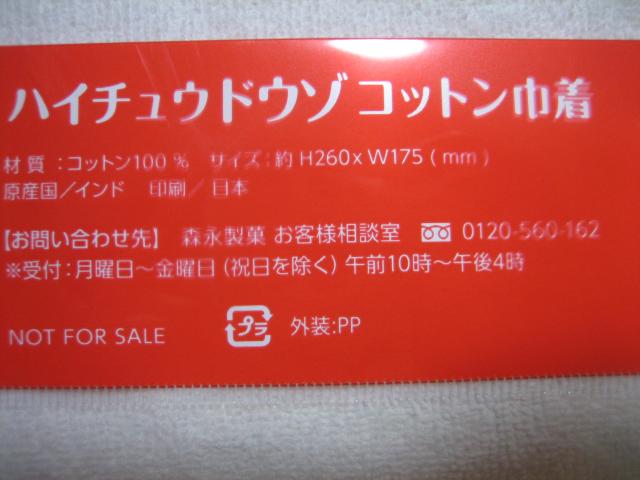 ハイチュウドウゾ コットン巾着
材質：コットン100％ サイズ：約 H260×W175（mm）
原産国／インド 印刷／日本
【お問い合わせ先】 森永製菓 お客様相談室 0120-560-162
※受付：月曜日～金曜日（祝日を除く）午前10時～午後4時
NOT FOR SALE プラ 外装：PP